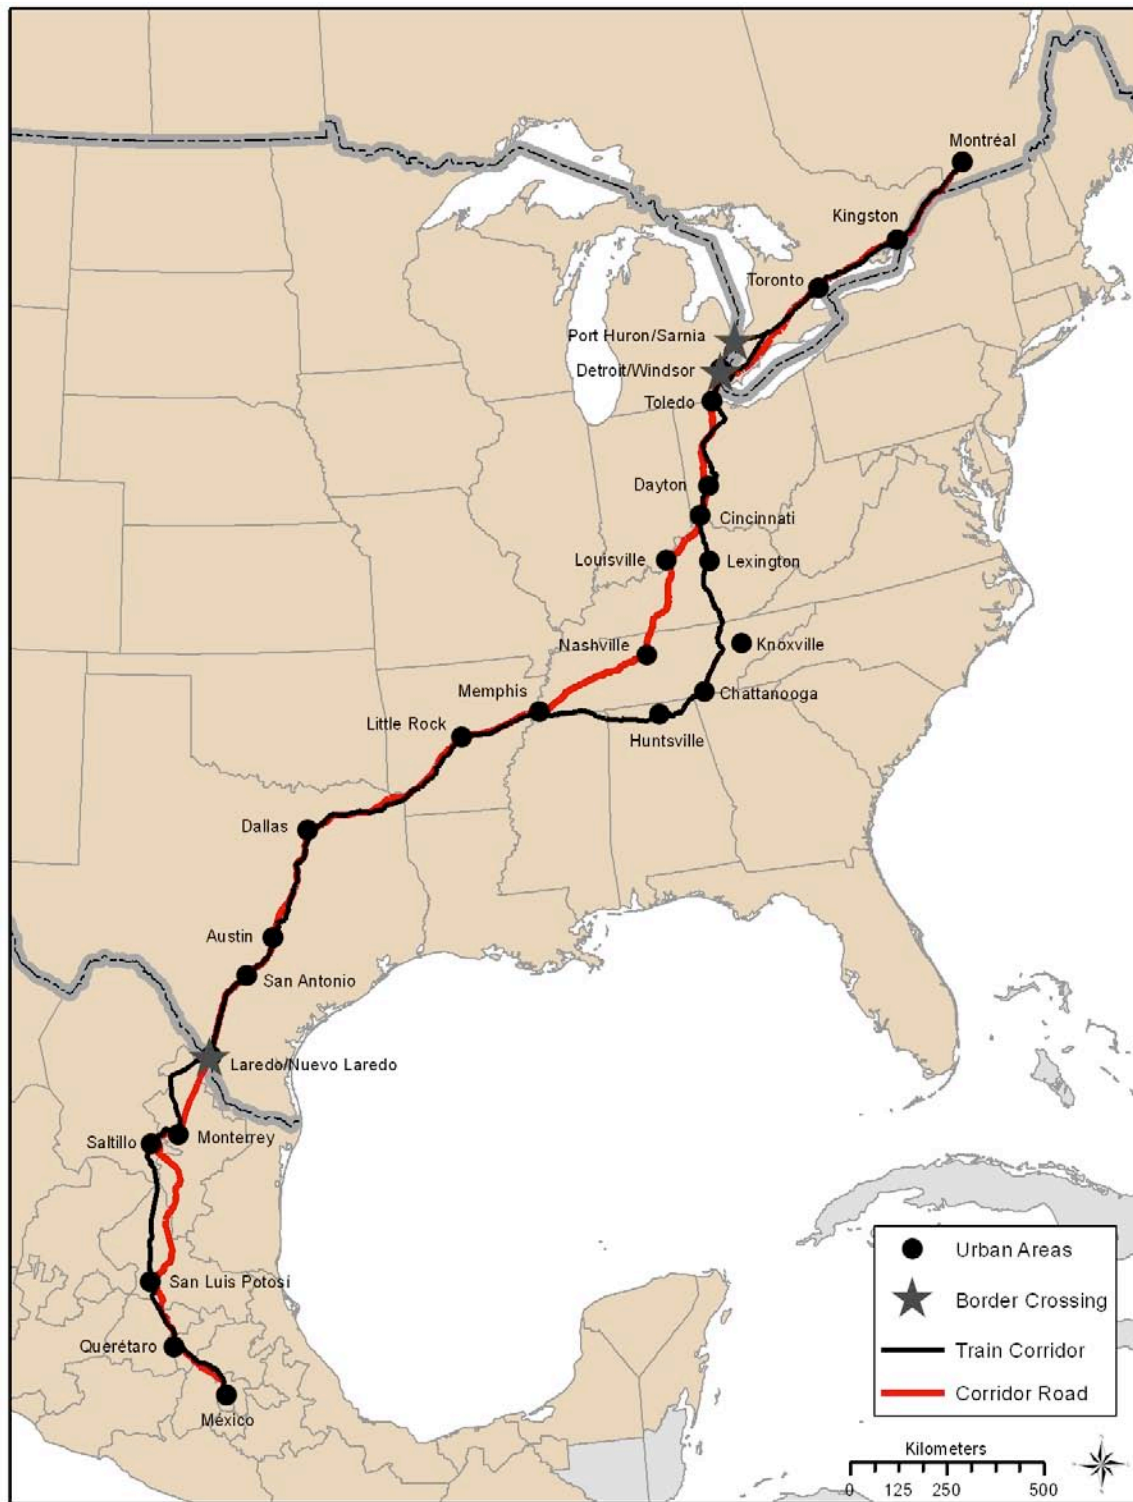 Montréal
Kingston
Toronto
Port Huron/Sarnia
Detroit/Windsor
Toledo
Dayton
Cincinnati
Louisville
Lexington
Nashville
Knoxville
Memphis
Chattanooga
Little Rock
Huntsville
Dallas
Austin
San Antonio
Laredo/Nuevo Laredo
Saltillo
Monterrey
San Luis Potosí
Querétaro
México
Urban Areas
Border Crossing
Train Corridor
Corridor Road
Kilometers
0 125 250 500